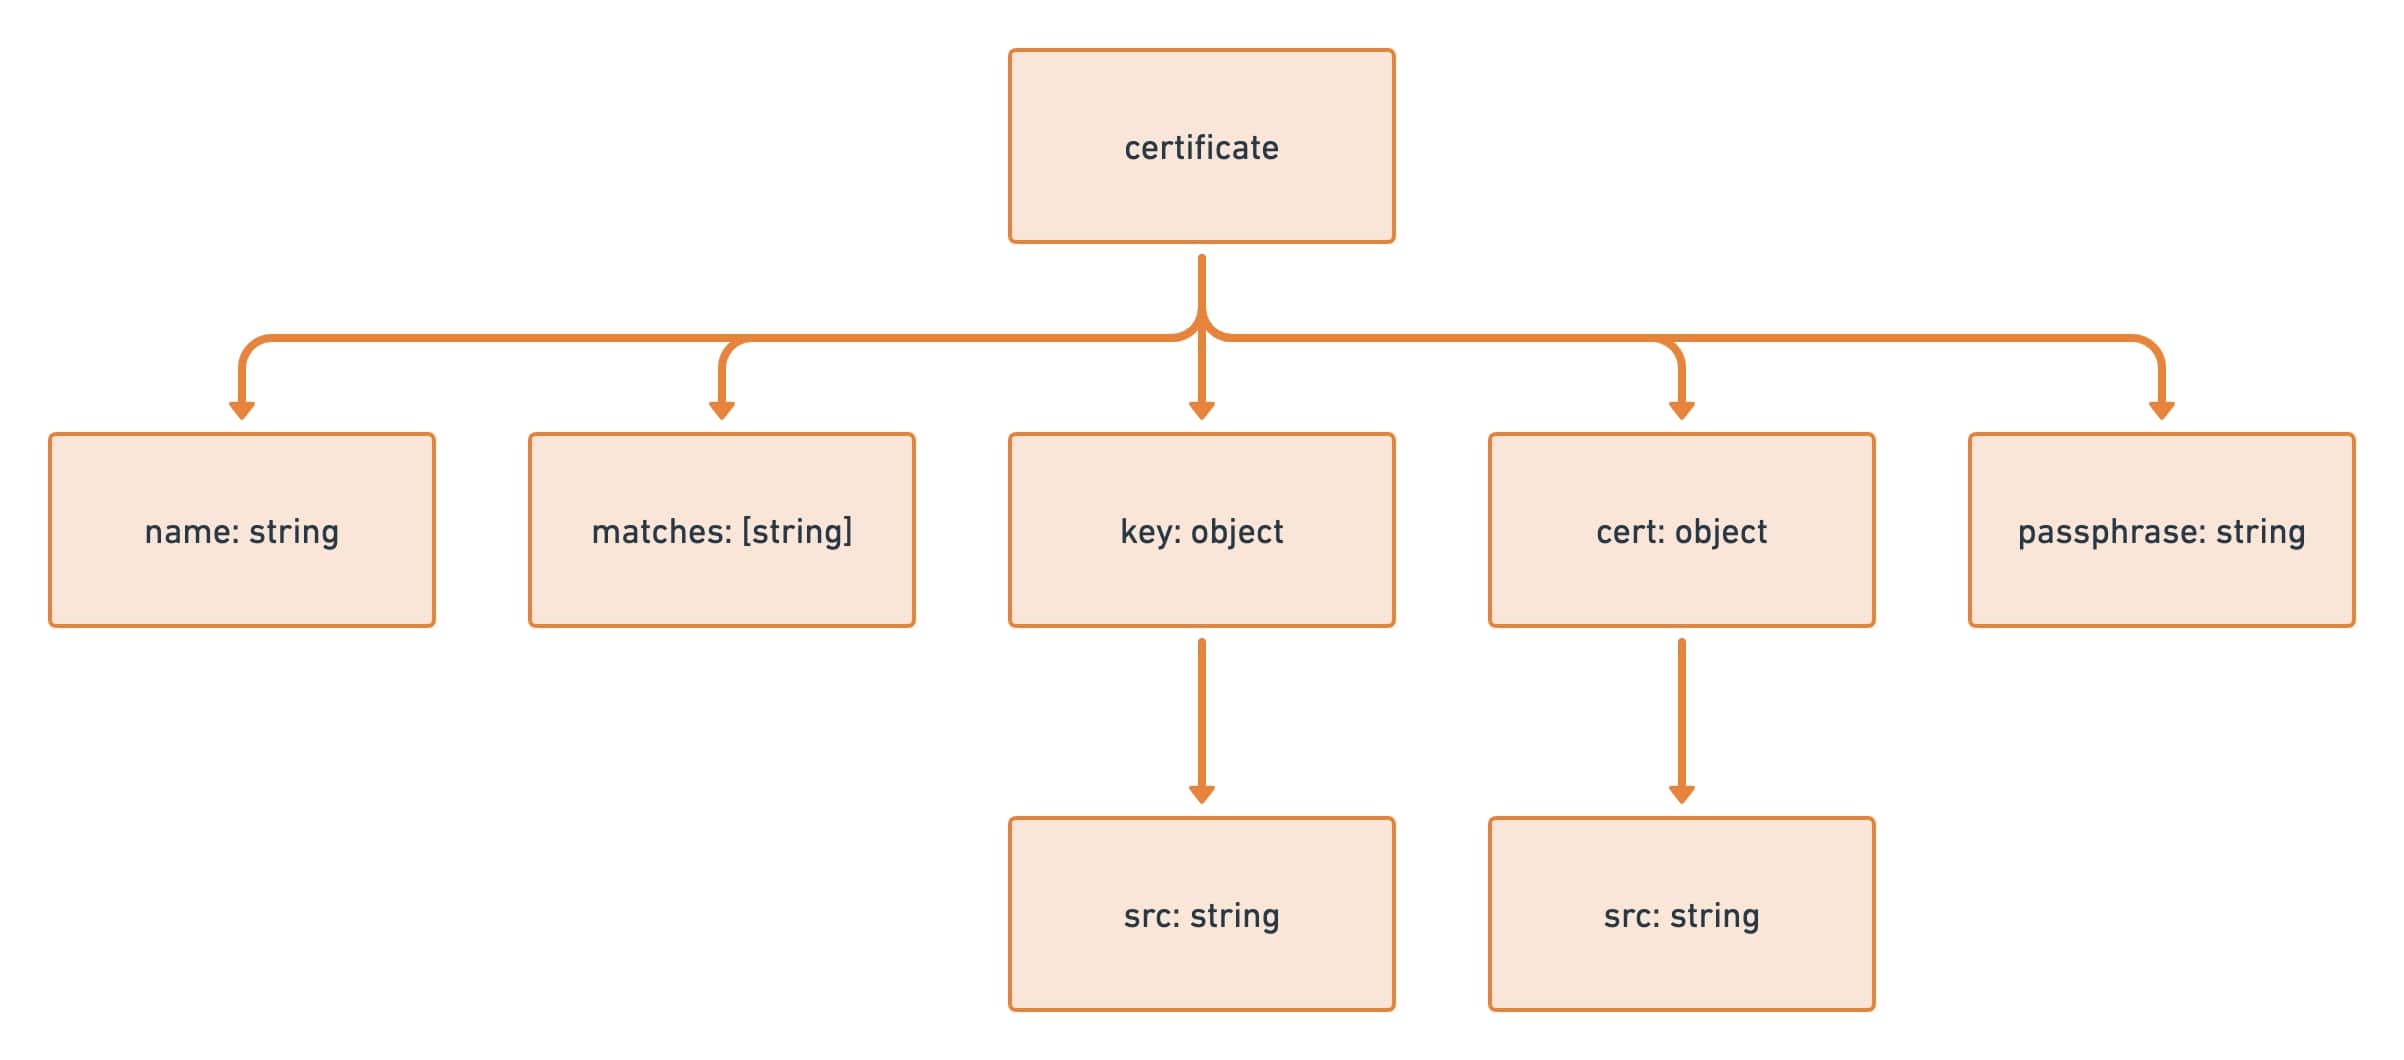 certificate
name: string
matches: [string]
key: object
cert: object
passphrase: string
src: string
src: string